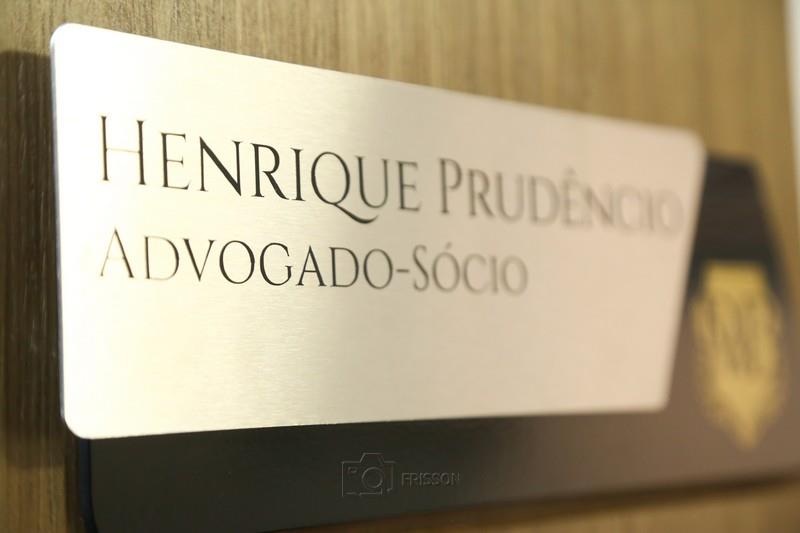 HENRIQUE PRUDÊNCIO
ADVOGADO-SÓCIO
FRISSON